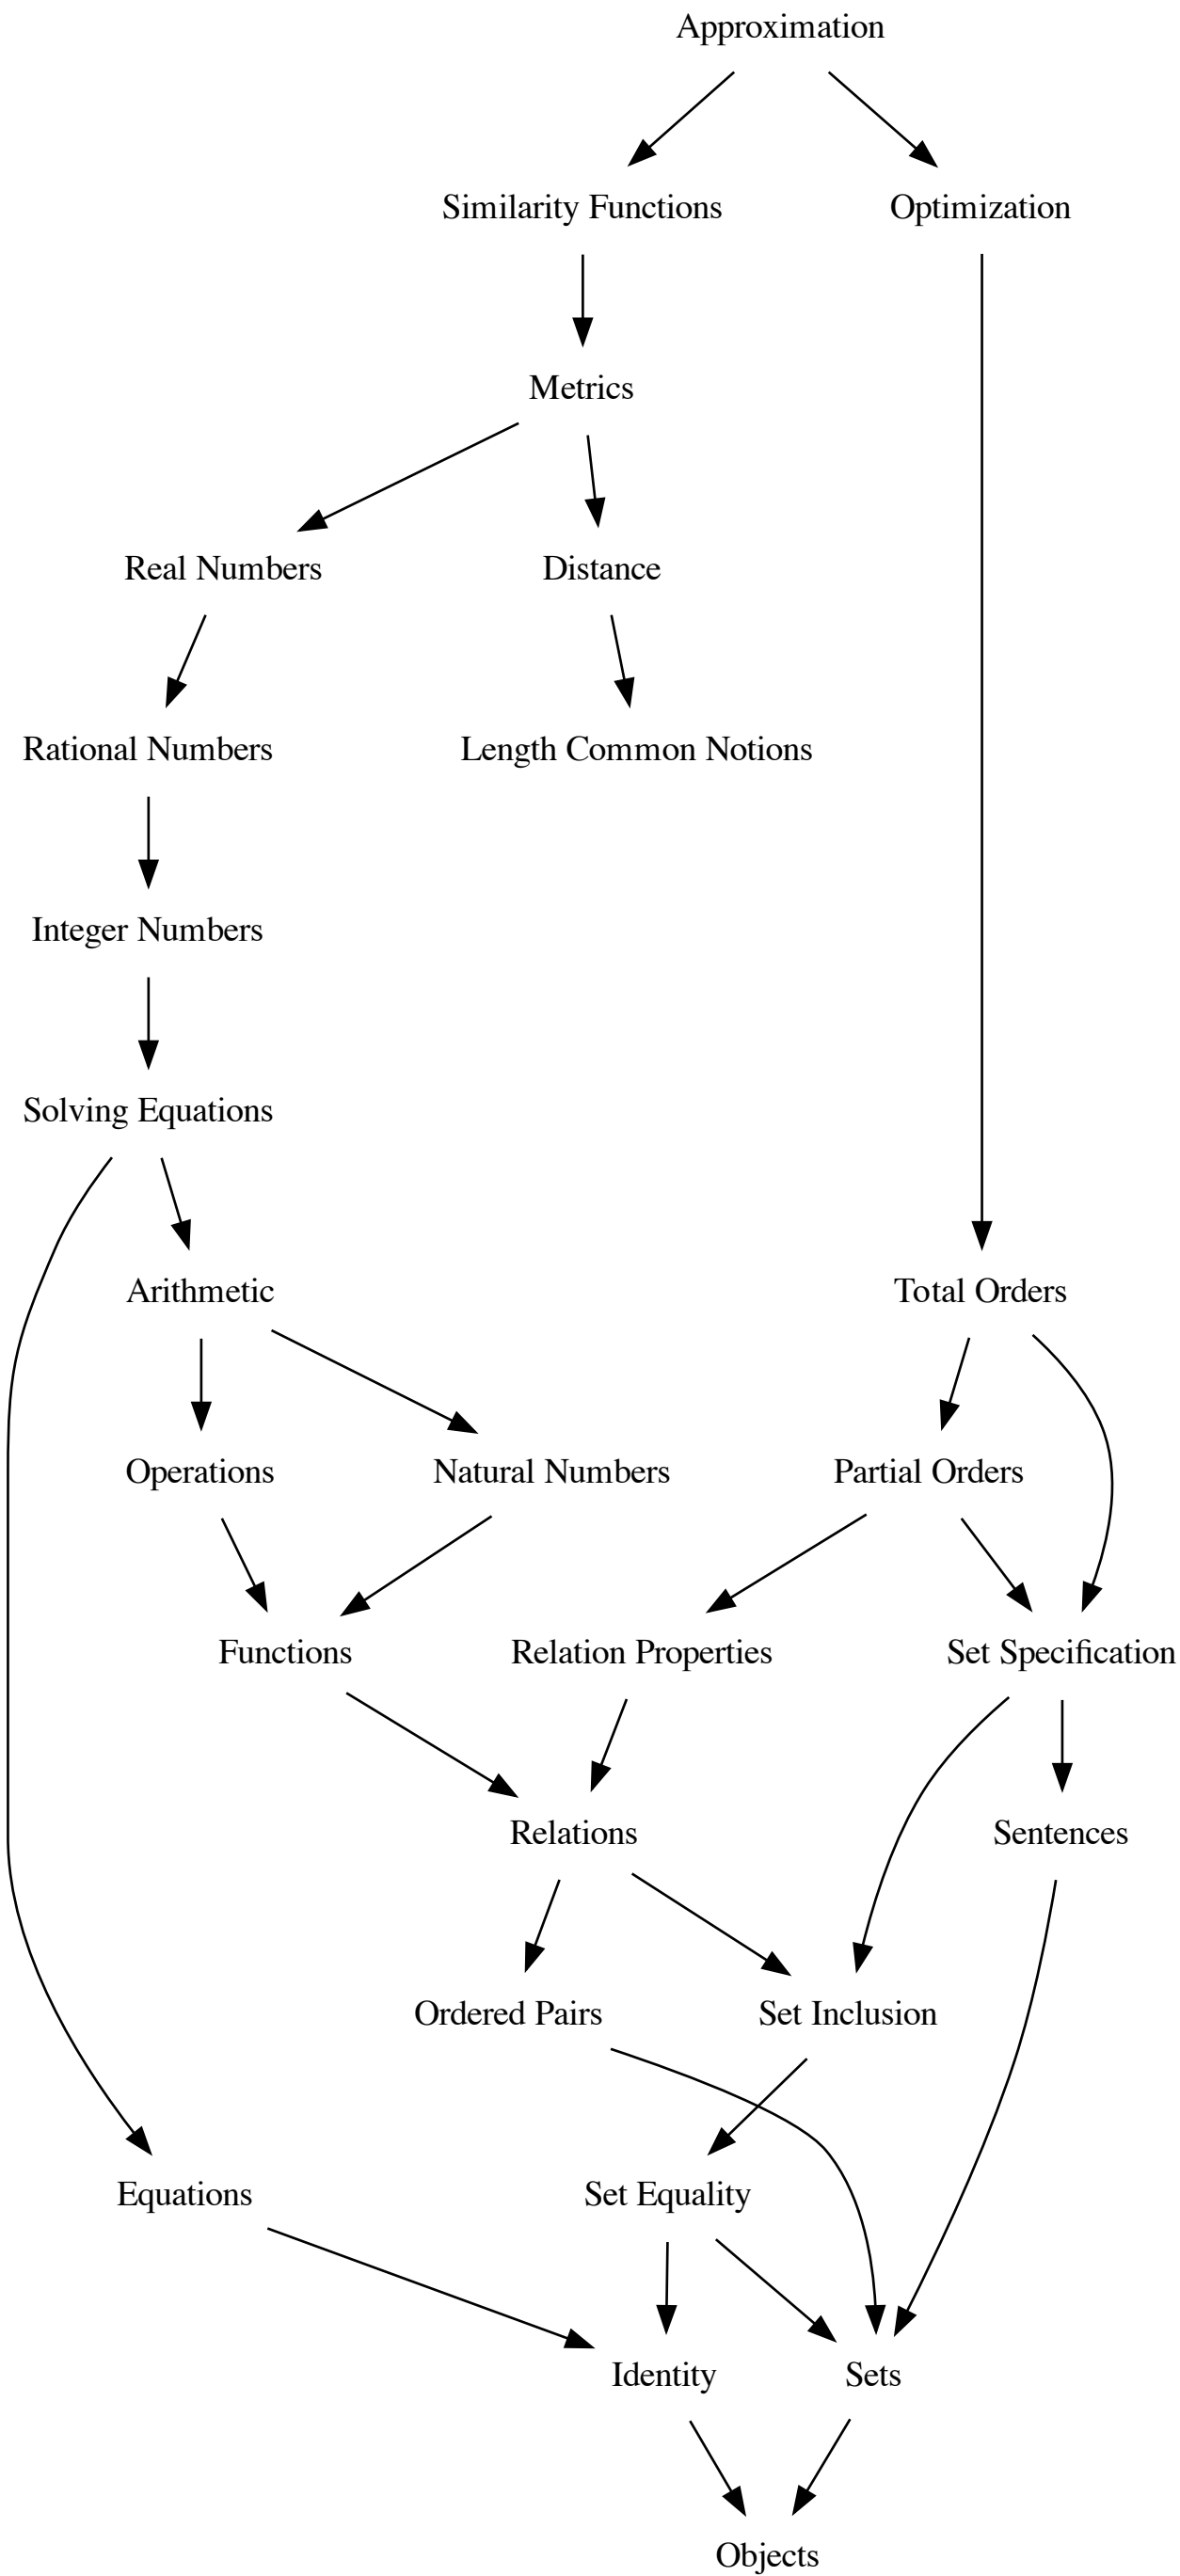 Approximation
Similarity Functions
Optimization
Metrics
Real Numbers
Distance
Rational Numbers
Length Common Notions
Integer Numbers
Solving Equations
Arithmetic
Total Orders
Operations
Natural Numbers
Partial Orders
Functions
Relation Properties
Set Specification
Relations
Sentences
Ordered Pairs
Set Inclusion
Equations
Set Equality
Identity
Sets
Objects